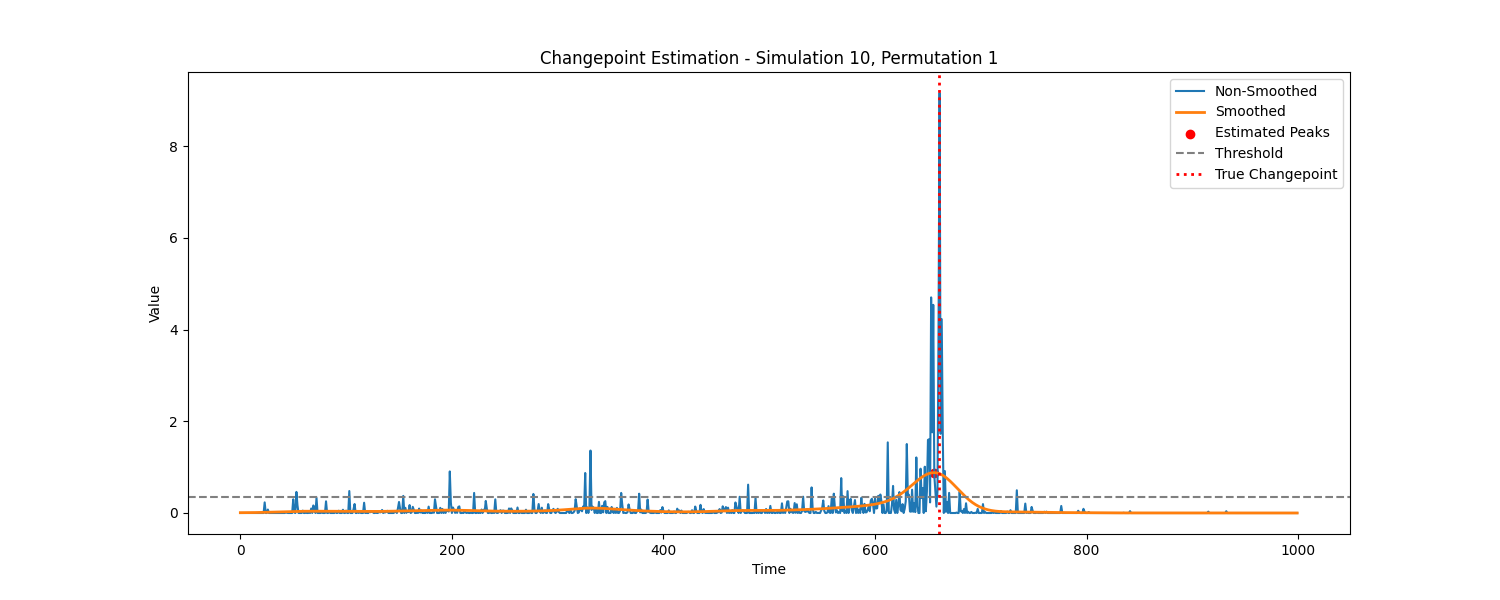 Changepoint Estimation - Simulation 10, Permutation 1
Non-Smoothed
Smoothed
Estimated Peaks
Threshold
True Changepoint
Value
8
6
4
2
0
0
200
400
600
800
1000
Time